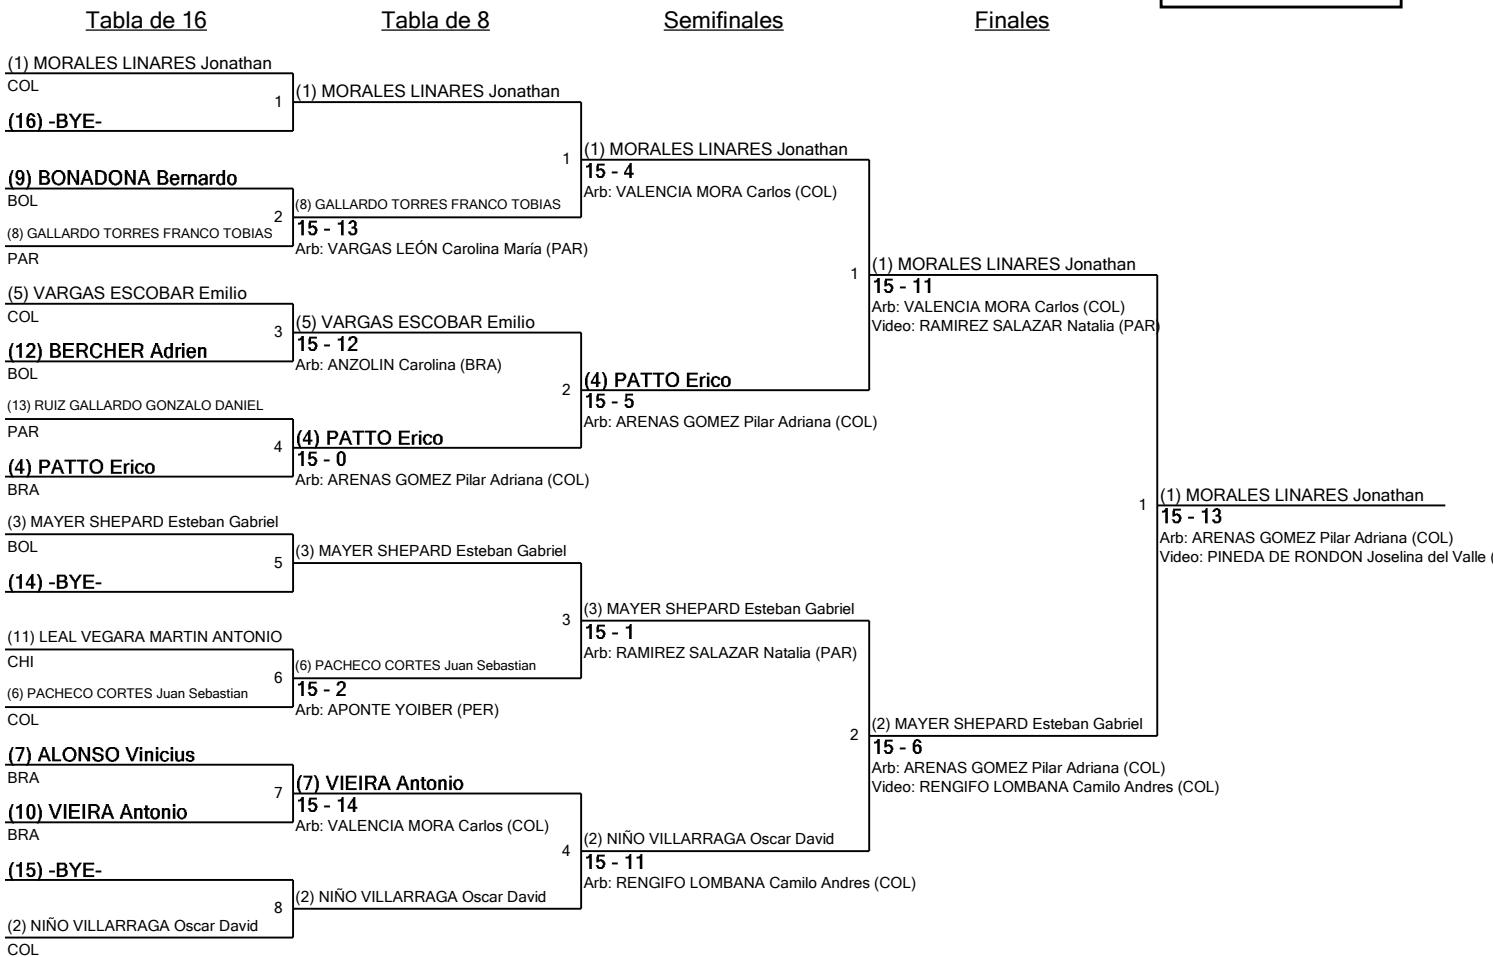 Tabla de 16
Tabla de 8
Semifinales
Finales
(1) MORALES LINARES Jonathan
COL
1
(16) -BYE-
(9) BONADONA Bernardo
BOL
2
(8) GALLARDO TORRES FRANCO TOBIAS
PAR
(5) VARGAS ESCOBAR Emilio
COL
3
(12) BERCHER Adrien
BOL
(13) RUIZ GALLARDO GONZALO DANIEL
PAR
4
(4) PATTO Erico
BRA
(3) MAYER SHEPARD Esteban Gabriel
BOL
5
(14) -BYE-
(11) LEAL VEGARA MARTIN ANTONIO
CHI
6
(6) PACHECO CORTES Juan Sebastian
COL
(7) ALONSO Vinicius
BRA
7
(10) VIEIRA Antonio
BRA
(15) -BYE-
8
(2) NIÑO VILLARRAGA Oscar David
COL
(1) MORALES LINARES Jonathan
1
(8) GALLARDO TORRES FRANCO TOBIAS
15 - 13
Arb: VARGAS LEÓN Carolina María (PAR)
(5) VARGAS ESCOBAR Emilio
15 - 12
Arb: ANZOLIN Carolina (BRA)
2
(4) PATTO Erico
15 - 0
Arb: ARENAS GOMEZ Pilar Adriana (COL)
(3) MAYER SHEPARD Esteban Gabriel
3
(6) PACHECO CORTES Juan Sebastian
15 - 2
Arb: APONTE YOIBER (PER)
(7) VIEIRA Antonio
15 - 14
Arb: VALENCIA MORA Carlos (COL)
4
(2) NIÑO VILLARRAGA Oscar David
(1) MORALES LINARES Jonathan
15 - 4
Arb: VALENCIA MORA Carlos (COL)
1
(4) PATTO Erico
15 - 5
Arb: ARENAS GOMEZ Pilar Adriana (COL)
(3) MAYER SHEPARD Esteban Gabriel
15 - 1
Arb: RAMIREZ SALAZAR Natalia (PAR)
2
(2) NIÑO VILLARRAGA Oscar David
15 - 11
Arb: RENGIFO LOMBANA Camilo Andres (COL)
(1) MORALES LINARES Jonathan
15 - 11
Arb: VALENCIA MORA Carlos (COL)
Video: RAMIREZ SALAZAR Natalia (PAR)
1
(2) MAYER SHEPARD Esteban Gabriel
15 - 6
Arb: ARENAS GOMEZ Pilar Adriana (COL)
Video: RENGIFO LOMBANA Camilo Andres (COL)
(1) MORALES LINARES Jonathan
15 - 13
Arb: ARENAS GOMEZ Pilar Adriana (COL)
Video: PINEDA DE RONDON Joselina del Valle (